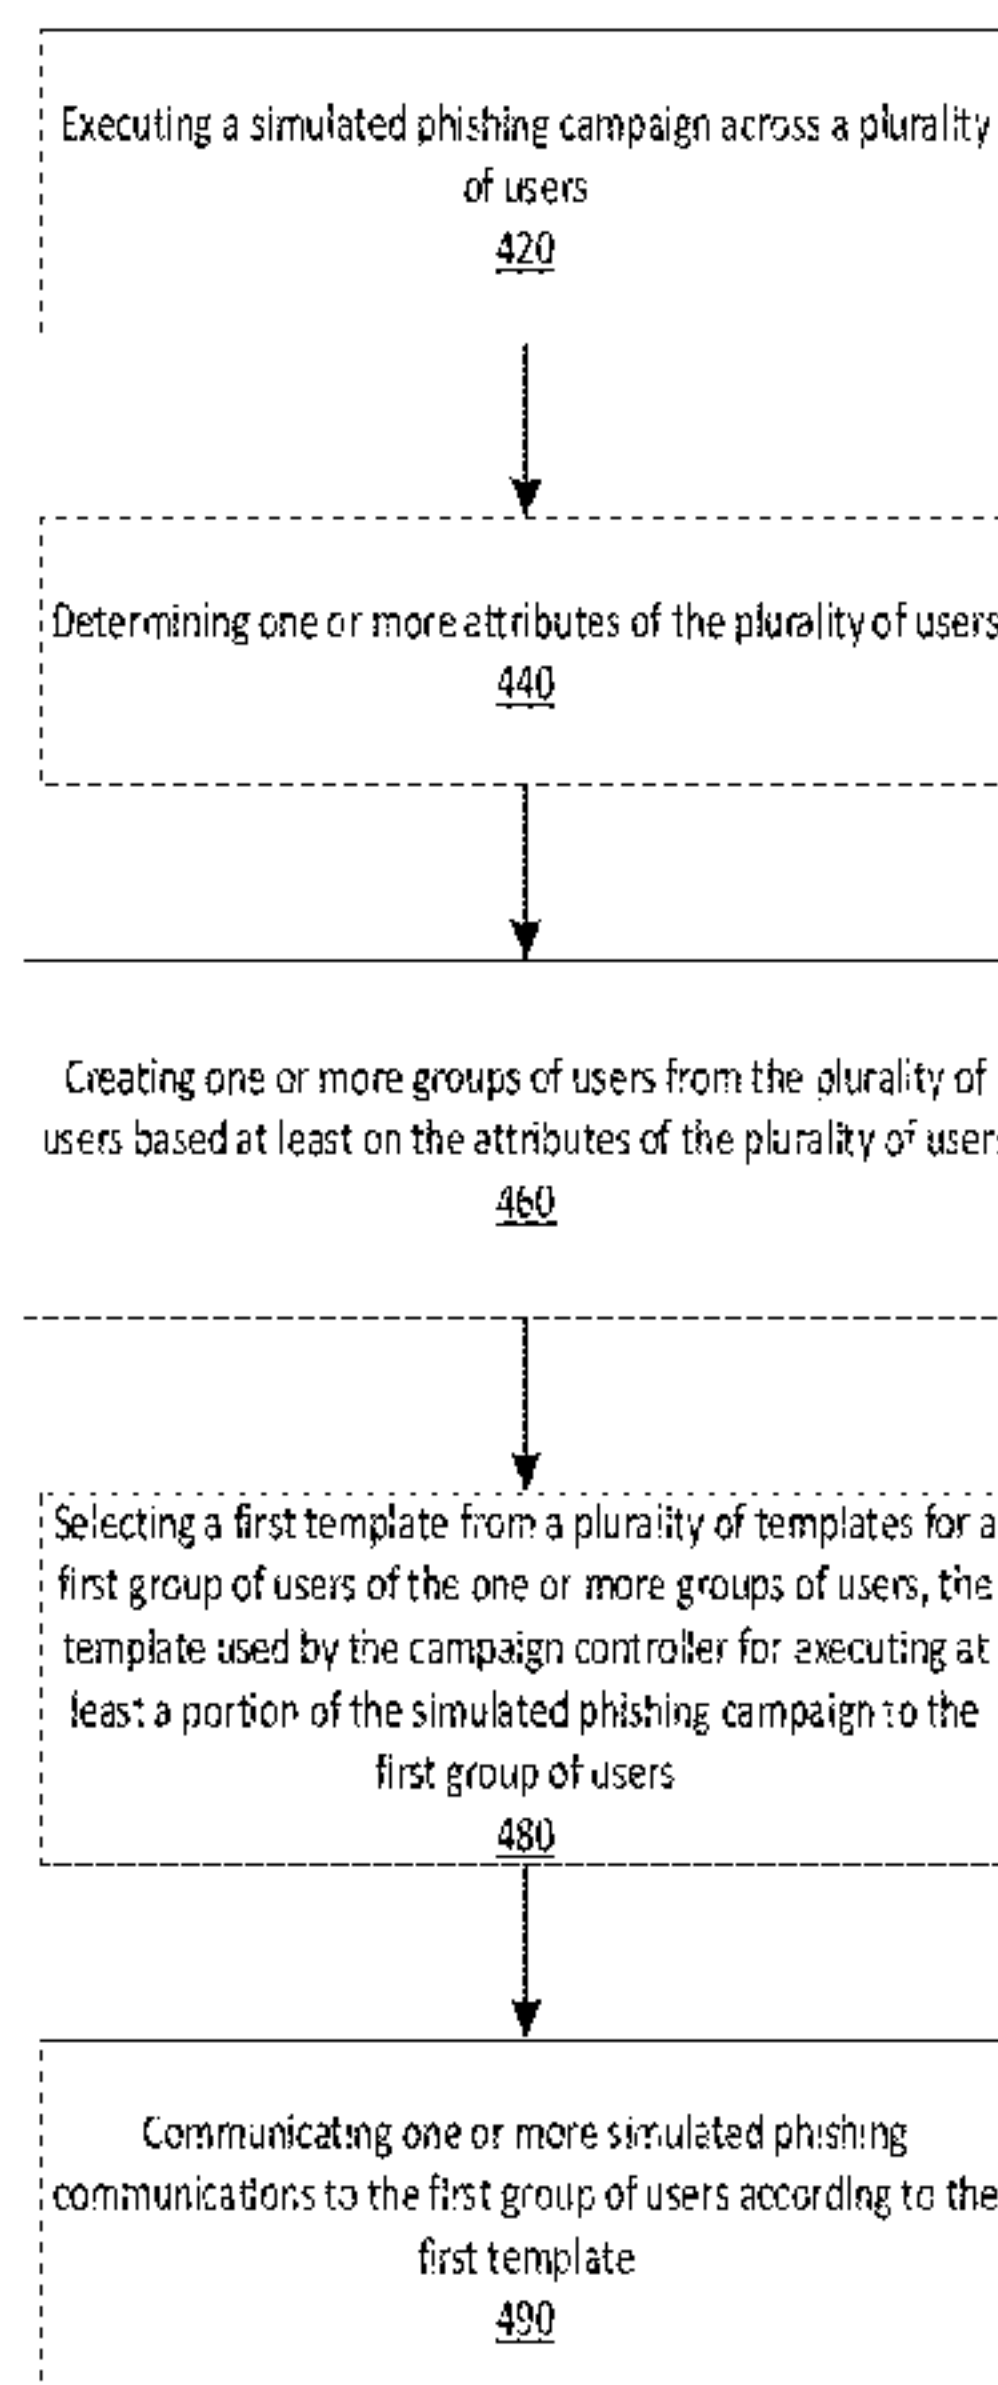 Executing a simulated phishing campaign across a plurality
of users
420
Determining one or more attributes of the plurality of users
440
Creating one or more groups of users from the plurality of
users based at least on the attributes of the plurality of users
460
Selecting a first template from a plurality of templates for a
first group of users of the one or more groups of users, the
template used by the campaign controller for executing at
least a portion of the simulated phishing campaign to the
first group of users
480
Communicating one or more simulated phishing
communications to the first group of users according to the
first template
490